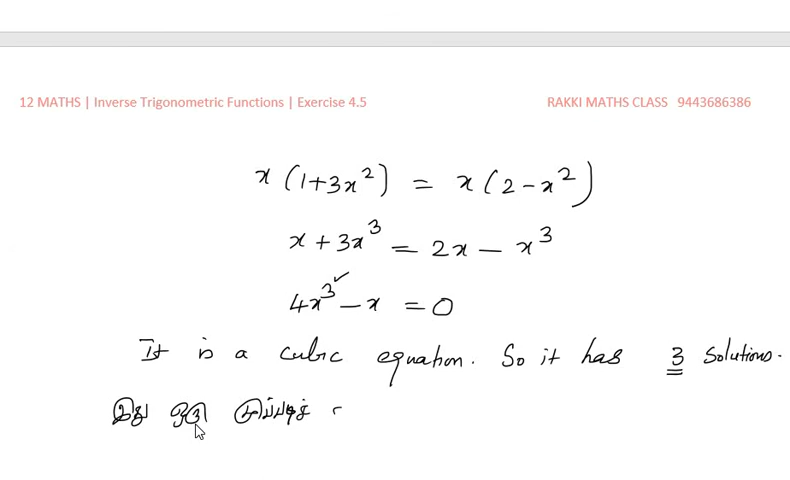 12 MATHS | Inverse Trigonometric Functions | Exercise 4.5 RAKKI MATHS CLASS 9443686386
x (1+3x²) = x (2-x²)
x + 3x³ = 2x - x³
4x³ - x = 0
It is a cubic equation. So it has 3 solutions.
இது ஒரு முப்படிச்